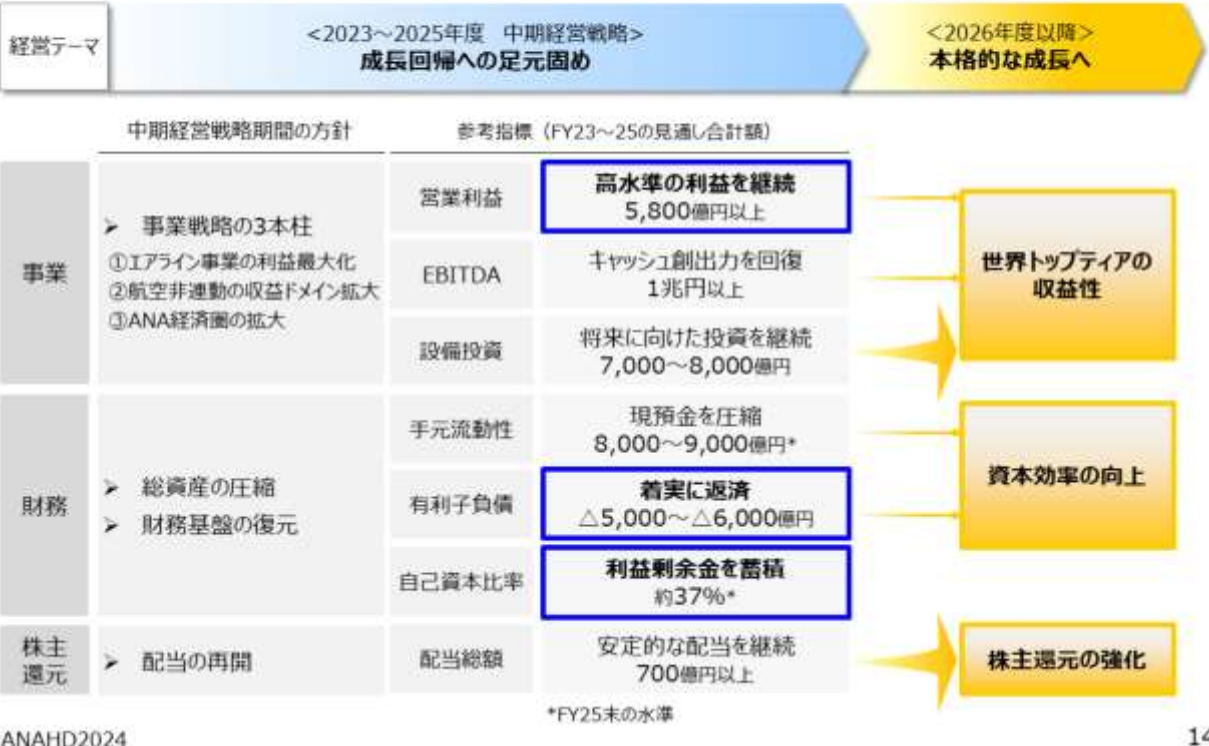 経営テーマ
<2023～2025年度 中期経営戦略>
成長回帰への足元固め
<2026年度以降>
本格的な成長へ
中期経営戦略期間の方針
参考指標（FY23～25の見通し合計額）
事業
➢ 事業戦略の3本柱
①エアライン事業の利益最大化
②航空非連動の収益ドメイン拡大
③ANA経済圏の拡大
営業利益
高水準の利益を継続
5,800億円以上
EBITDA
キャッシュ創出力を回復
1兆円以上
設備投資
将来に向けた投資を継続
7,000～8,000億円
世界トップティアの
収益性
財務
➢ 総資産の圧縮
➢ 財務基盤の復元
手元流動性
現預金を圧縮
8,000～9,000億円*
有利子負債
着実に返済
△5,000～△6,000億円
自己資本比率
利益剰余金を蓄積
約37%*
資本効率の向上
株主
還元
➢ 配当の再開
配当総額
安定的な配当を継続
700億円以上
株主還元の強化
*FY25末の水準
ANAHD2024
14